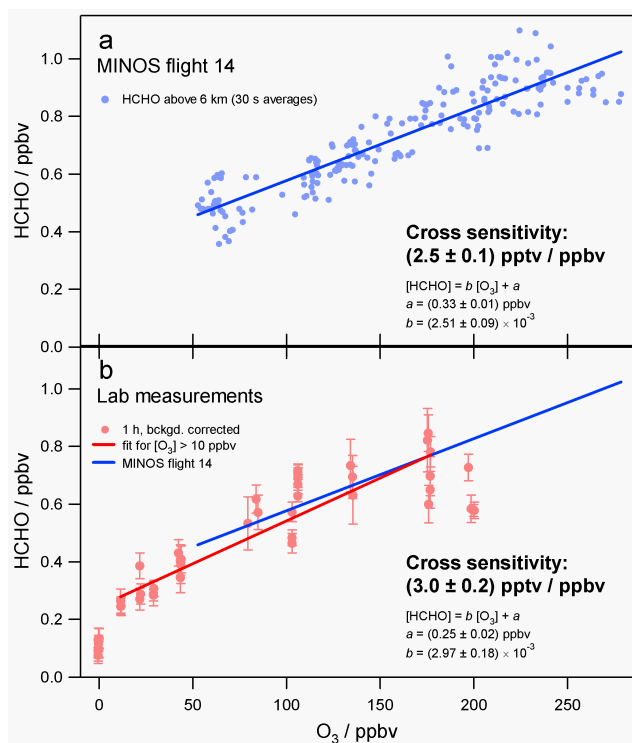 a
MINOS flight 14
HCHO above 6 km (30 s averages)
HCHO / ppbv
1.0
0.8
0.6
0.4
0.2
0.0
Cross sensitivity:
(2.5 ± 0.1) pptv / ppbv
[HCHO] = b [O₃] + a
a = (0.33 ± 0.01) ppbv
b = (2.51 ± 0.09) × 10⁻³
b
Lab measurements
1 h, bckgd. corrected
fit for [O₃] > 10 ppbv
MINOS flight 14
HCHO / ppbv
1.0
0.8
0.6
0.4
0.2
0.0
Cross sensitivity:
(3.0 ± 0.2) pptv / ppbv
[HCHO] = b [O₃] + a
a = (0.25 ± 0.02) ppbv
b = (2.97 ± 0.18) × 10⁻³
0 50 100 150 200 250
O₃ / ppbv